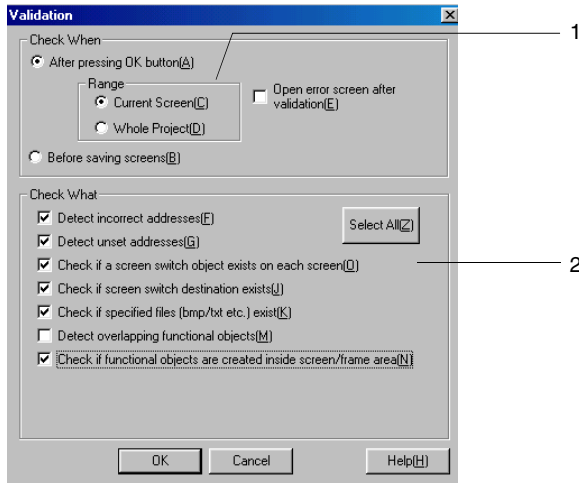 Validation
1
Check When
After pressing OK button(A)
Range
Current Screen(C)
Whole Project(D)
Open error screen after
validation(E)
Before saving screens(B)
Check What
Detect incorrect addresses(F)
Select All(Z)
Detect unset addresses(G)
Check if a screen switch object exists on each screen(O)
2
Check if screen switch destination exists(J)
Check if specified files (bmp/txt etc.) exist(K)
Detect overlapping functional objects(M)
Check if functional objects are created inside screen/frame area(N)
OK
Cancel
Help(H)